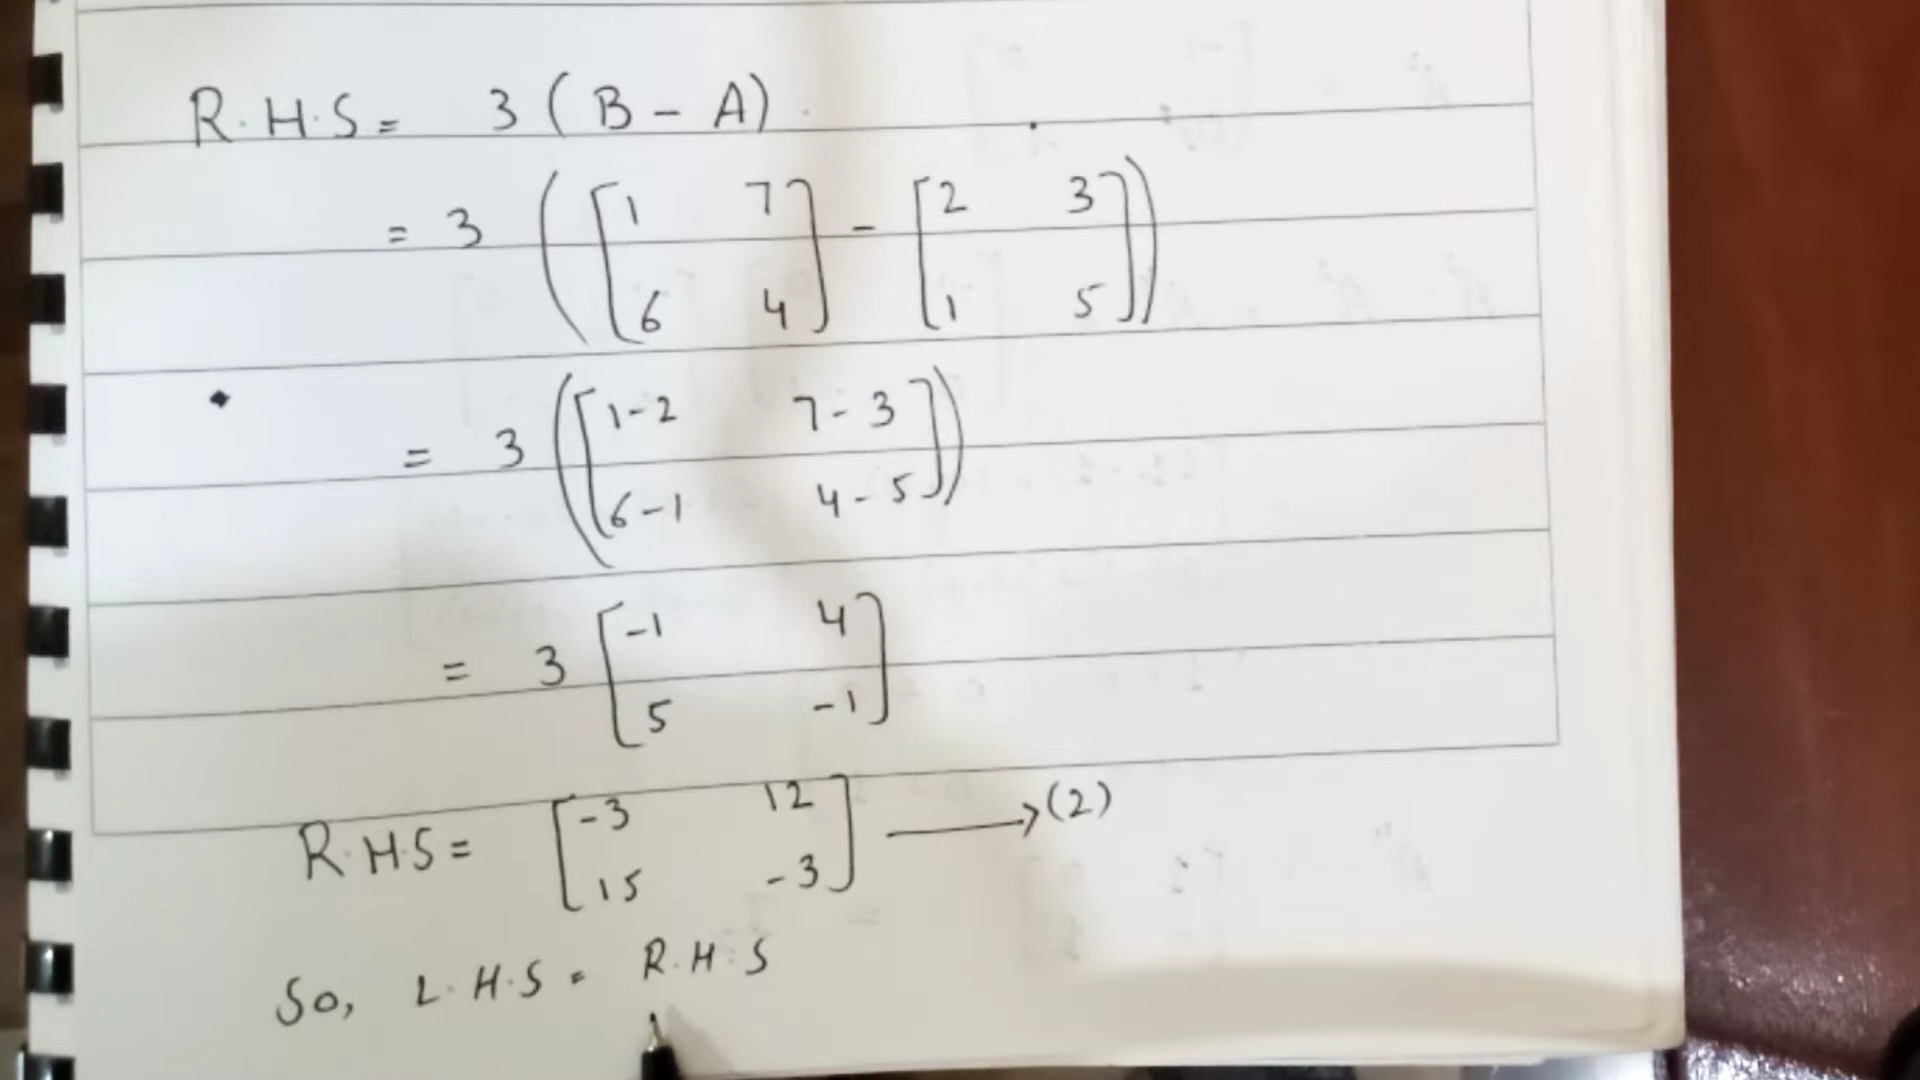 R.H.S = 3 ( B - A )
= 3 ( [ 1 7 ] - [ 2 3 ] )
6 4 1 5
= 3 ( [ 1-2 7-3 ] )
6-1 4-5
= 3 [ -1 4 ]
5 -1
R.H.S = [ -3 12 ] → (2)
15 -3
So, L.H.S = R.H.S